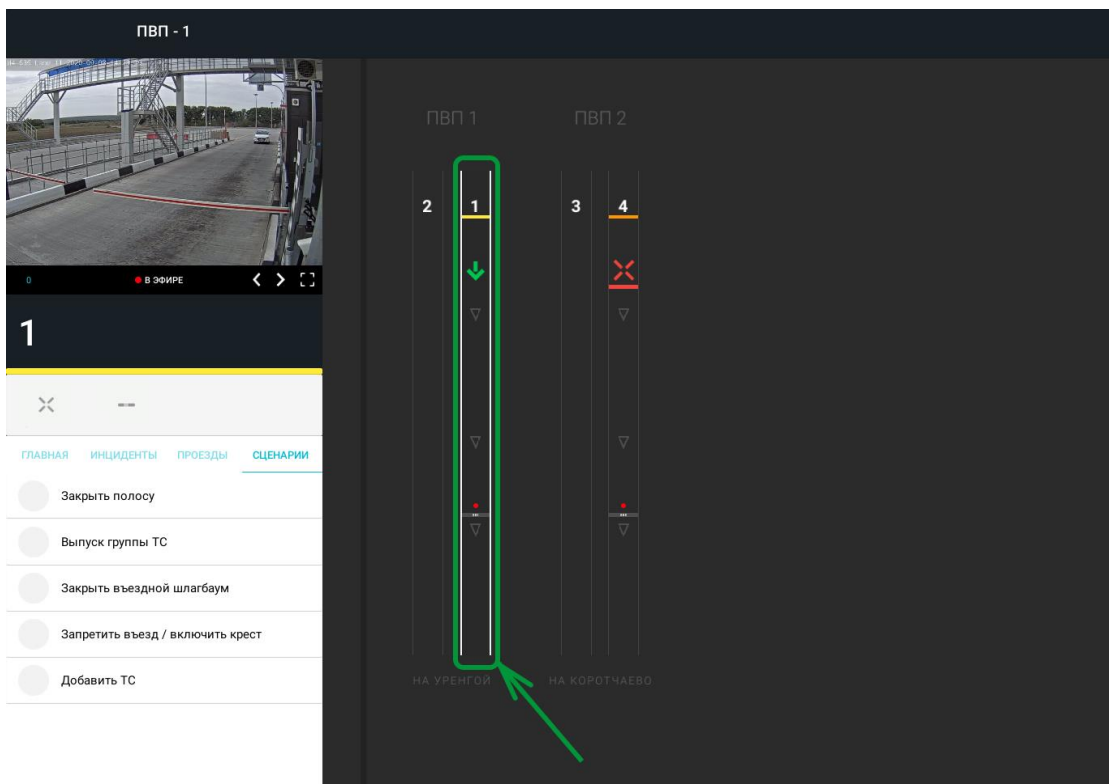 ПВП - 1
0
В ЭФИРЕ
1
ГЛАВНАЯ ИНЦИДЕНТЫ ПРОЕЗДЫ СЦЕНАРИИ
Закрыть полосу
Выпуск группы ТС
Закрыть въездной шлагбаум
Запретить въезд / включить крест
Добавить ТС
ПВП 1 ПВП 2
2 1 3 4
НА УРЕНГОЙ НА КОРОТЧАЕВО